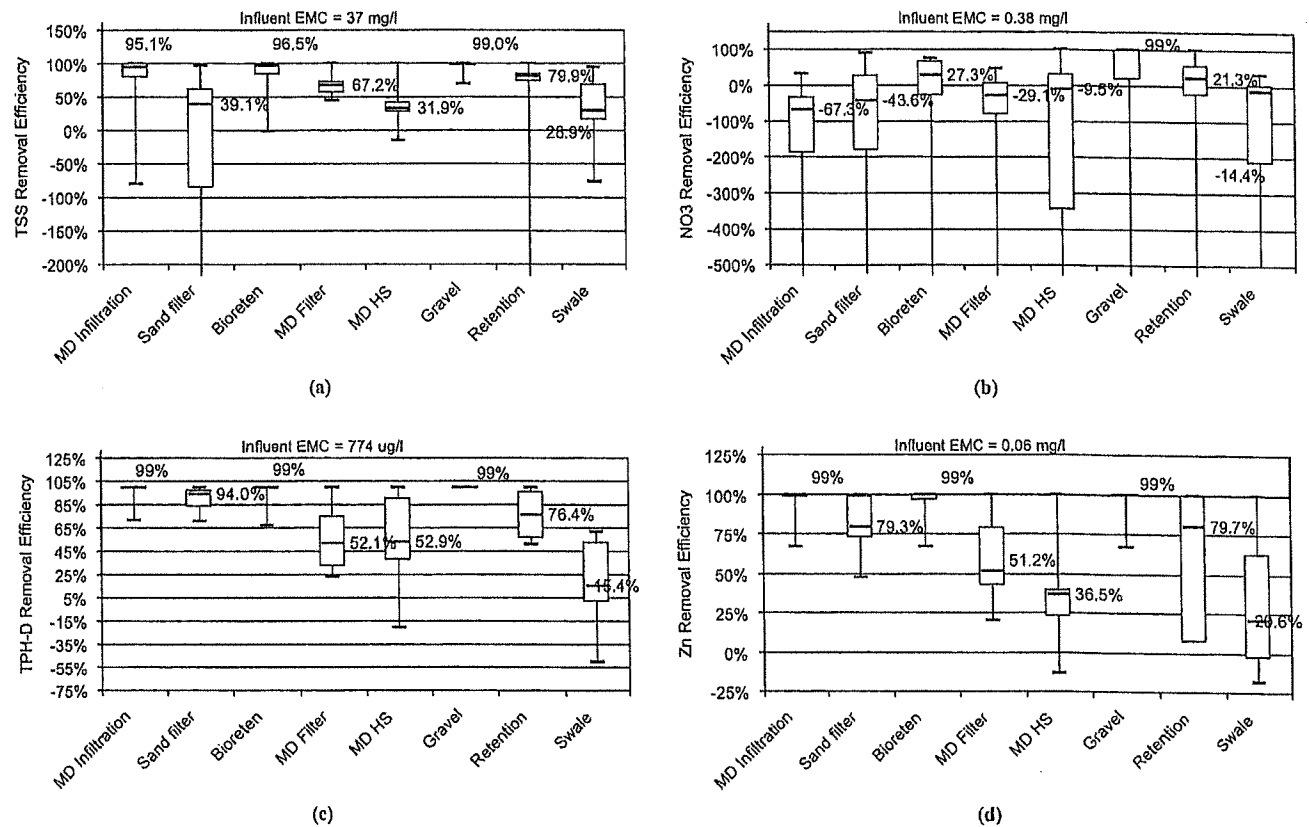 Influent EMC = 37 mg/l
150%
100%
50%
0%
-50%
-100%
-150%
-200%
TSS Removal Efficiency
95.1%
39.1%
96.5%
67.2%
31.9%
99.0%
79.9%
28.9%
MD Infiltration
Sand filter
Bioreten
MD Filter
MD HS
Gravel
Retention
Swale
(a)
Influent EMC = 0.38 mg/l
100%
0%
-100%
-200%
-300%
-400%
-500%
NO3 Removal Efficiency
-67.3%
-43.6%
27.3%
-29.1%
-9.5%
99%
21.3%
-14.4%
MD Infiltration
Sand filter
Bioreten
MD Filter
MD HS
Gravel
Retention
Swale
(b)
Influent EMC = 774 ug/l
125%
105%
85%
65%
45%
25%
5%
-15%
-35%
-55%
-75%
TPH-D Removal Efficiency
99%
94.0%
99%
52.1%
52.9%
99%
76.4%
15.4%
MD Infiltration
Sand filter
Bioreten
MD Filter
MD HS
Gravel
Retention
Swale
(c)
Influent EMC = 0.06 mg/l
125%
100%
75%
50%
25%
0%
-25%
Zn Removal Efficiency
99%
79.3%
99%
51.2%
36.5%
99%
79.7%
20.6%
MD Infiltration
Sand filter
Bioreten
MD Filter
MD HS
Gravel
Retention
Swale
(d)